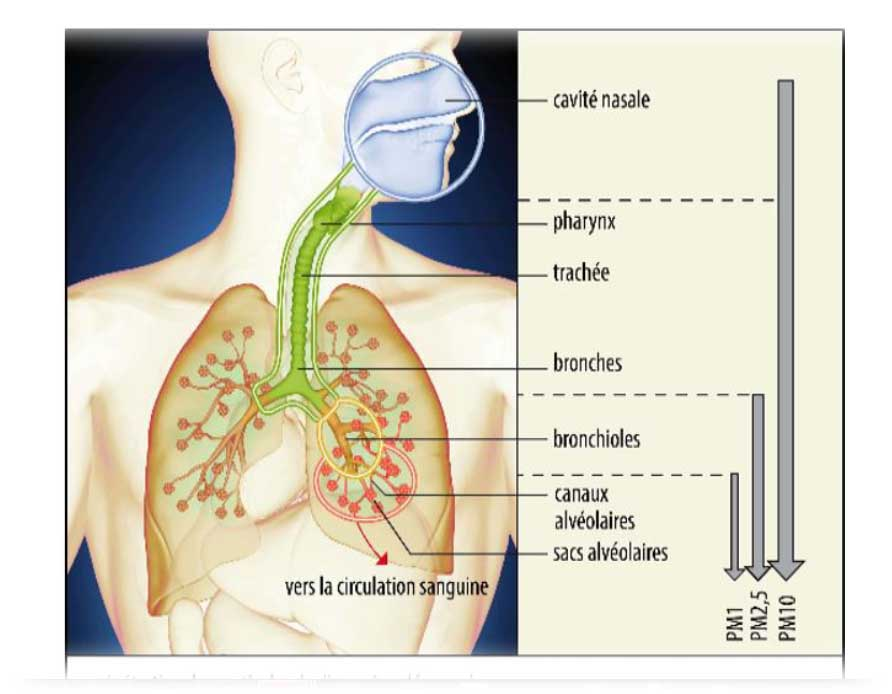 cavité nasale
pharynx
trachée
bronches
bronchioles
canaux
alvéolaires
sacs alvéolaires
vers la circulation sanguine
PM1
PM2,5
PM10